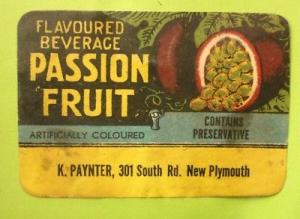 FLAVOURED
BEVERAGE
PASSION
FRUIT
ARTIFICIALLY COLOURED
CONTAINS
PRESERVATIVE
K. PAYNTER, 301 South Rd. New Plymouth